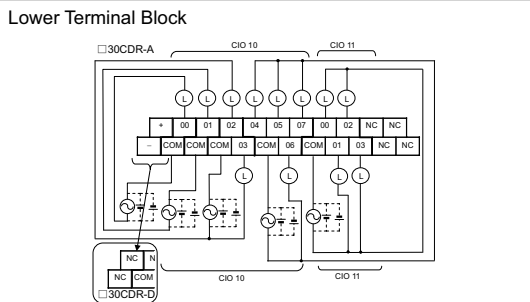 Lower Terminal Block
□30CDR-A
CIO 10
CIO 11
L L L L L L L L
+ 00 01 02 04 05 07 00 02 NC NC
− COM COM COM 03 COM 06 COM 01 03 NC NC
L L L L
NC N
NC COM
□30CDR-D
CIO 10
CIO 11